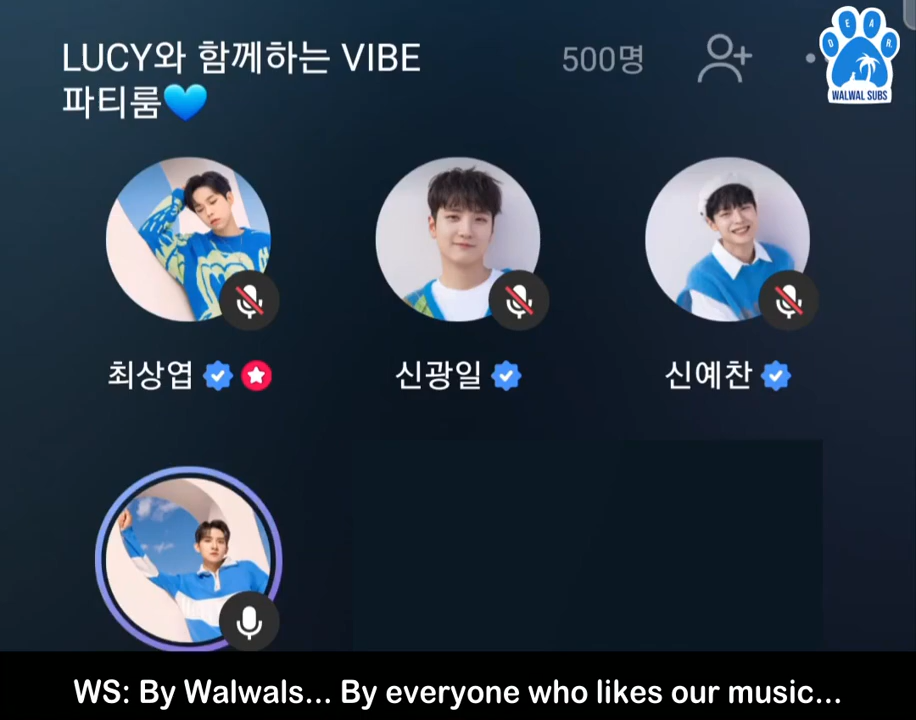 LUCY와 함께하는 VIBE
파티룸💙
500명
DEAR.
WALWAL SUBS
최상엽
신광일
신예찬
WS: By Walwals... By everyone who likes our music...